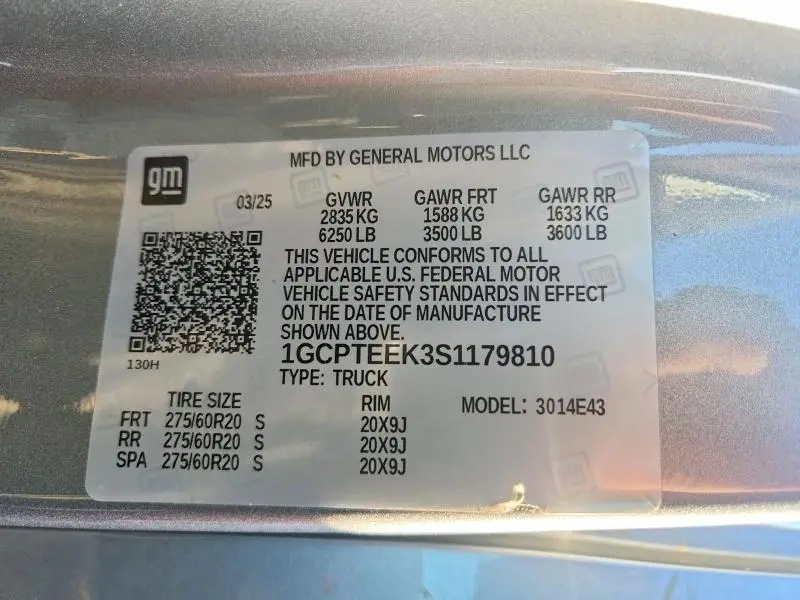 gm
MFD BY GENERAL MOTORS LLC
03/25
GVWR GAWR FRT GAWR RR
2835 KG 1588 KG 1633 KG
6250 LB 3500 LB 3600 LB
THIS VEHICLE CONFORMS TO ALL
APPLICABLE U.S. FEDERAL MOTOR
VEHICLE SAFETY STANDARDS IN EFFECT
ON THE DATE OF MANUFACTURE
SHOWN ABOVE.
130H
1GCPTEEK3S1179810
TYPE: TRUCK
TIRE SIZE RIM MODEL: 3014E43
FRT 275/60R20 S 20X9J
RR 275/60R20 S 20X9J
SPA 275/60R20 S 20X9J